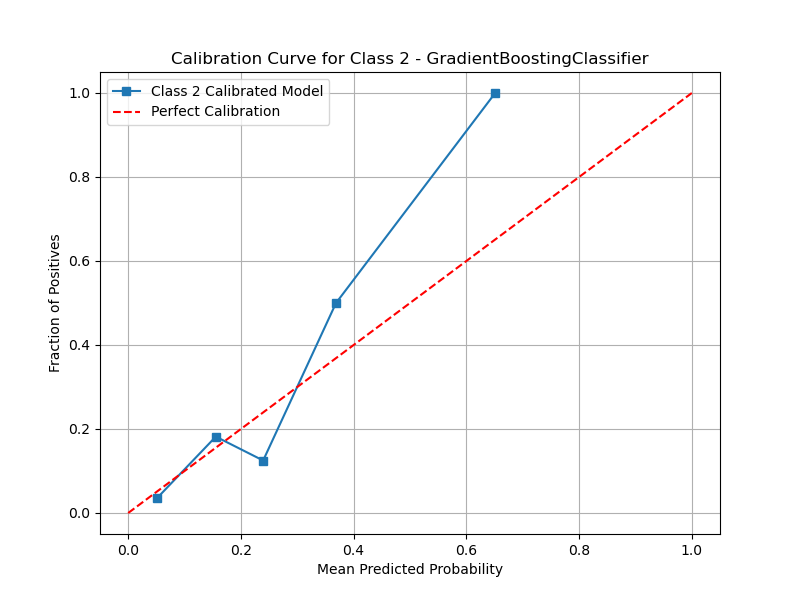 Calibration Curve for Class 2 - GradientBoostingClassifier
Class 2 Calibrated Model
Perfect Calibration
1.0
0.8
0.6
0.4
0.2
0.0
Fraction of Positives
0.0 0.2 0.4 0.6 0.8 1.0
Mean Predicted Probability